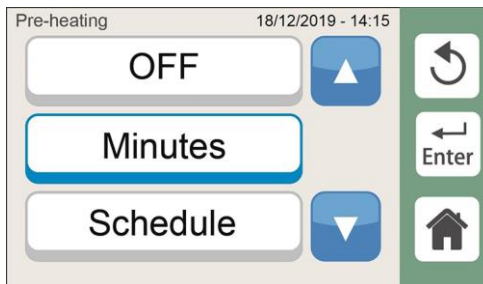 Pre-heating 18/12/2019 - 14:15
OFF
Minutes
Enter
Schedule